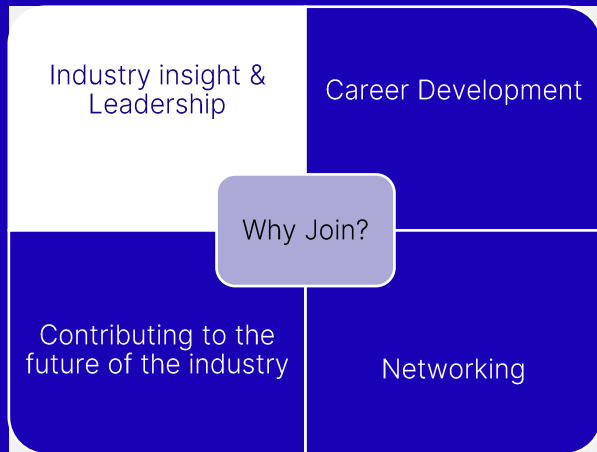 Industry insight &
Leadership
Career Development
Why Join?
Contributing to the
future of the industry
Networking